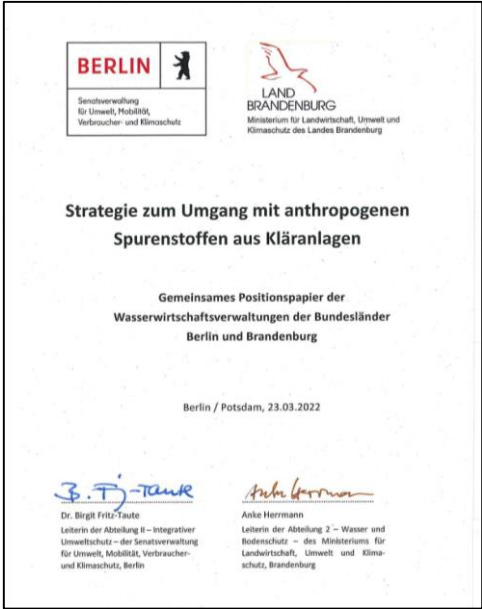 BERLIN
Senatsverwaltung
für Umwelt, Mobilität,
Verbraucher- und Klimaschutz
LAND
BRANDENBURG
Ministerium für Landwirtschaft, Umwelt und
Klimaschutz des Landes Brandenburg
Strategie zum Umgang mit anthropogenen
Spurenstoffen aus Kläranlagen
Gemeinsames Positionspapier der
Wasserwirtschaftsverwaltungen der Bundesländer
Berlin und Brandenburg
Berlin / Potsdam, 23.03.2022
B. F-Taute
Anke Herrmann
Dr. Birgit Fritz-Taute
Leiterin der Abteilung II – Integrativer
Umweltschutz – der Senatsverwaltung
für Umwelt, Mobilität, Verbraucher-
und Klimaschutz, Berlin
Anke Herrmann
Leiterin der Abteilung 2 – Wasser und
Bodenschutz – des Ministeriums für
Landwirtschaft, Umwelt und Klima-
schutz, Brandenburg